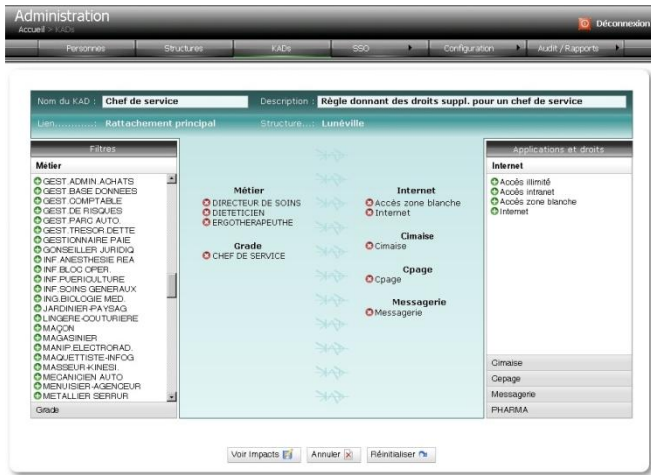 Administration
Accueil > KADs
Déconnexion
Personnes
Structures
KADs
SSO
Configuration
Audit / Rapports
Nom du KAD : Chef de service
Description : Règle donnant des droits suppl. pour un chef de service
Lien............: Rattachement principal
Structure...: Lunéville
Filtres
Métier
GEST.ADMIN.ACHATS
GEST.BASE DONNEES
GEST.COMPTABLE
GEST.DE RISQUES
GEST.PARC AUTO.
GEST.TRESOR.DETTE
GESTIONNAIRE PAIE
GONSEILLER JURIDIQ
INF.ANESTHESIE REA
INF.BLOC OPER.
INF.PUERICULTURE
INF.SOINS GENERAUX
ING.BIOLOGIE MED.
JARDINIER-PAYSAG
LINGERE-COUTURIERE
MAÇON
MAGASINIER
MANIP.ELECTRORAD.
MAQUETTISTE-INFOG
MASSEUR-KINESI.
MECANICIEN AUTO
MENUISIER-AGENCEUR
METALLIER SERRUR
Grade
Métier
DIRECTEUR DE SOINS
DIETETICIEN
ERGOTHERAPEUTHE
Grade
CHEF DE SERVICE
Internet
Accès zone blanche
Internet
Cimaise
Cimaise
Cpage
Cpage
Messagerie
Messagerie
Applications et droits
Internet
Accès illimité
Accès intranet
Accès zone blanche
Internet
Cimaise
Cepage
Messagerie
PHARMA
Voir Impacts
Annuler
Réinitialiser